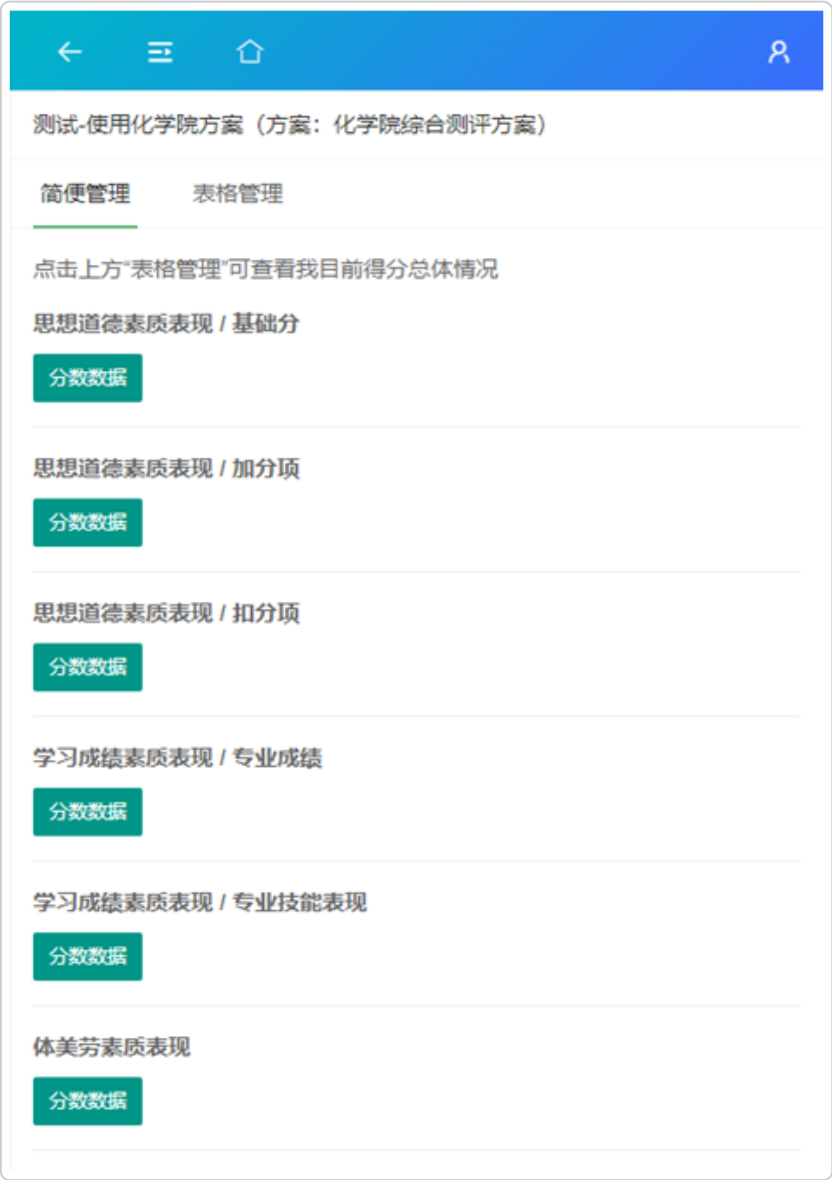 测试-使用化学院方案（方案：化学院综合测评方案）
简便管理 表格管理
点击上方“表格管理”可查看我目前得分总体情况
思想道德素质表现 / 基础分
分数数据
思想道德素质表现 / 加分项
分数数据
思想道德素质表现 / 扣分项
分数数据
学习成绩素质表现 / 专业成绩
分数数据
学习成绩素质表现 / 专业技能表现
分数数据
体美劳素质表现
分数数据